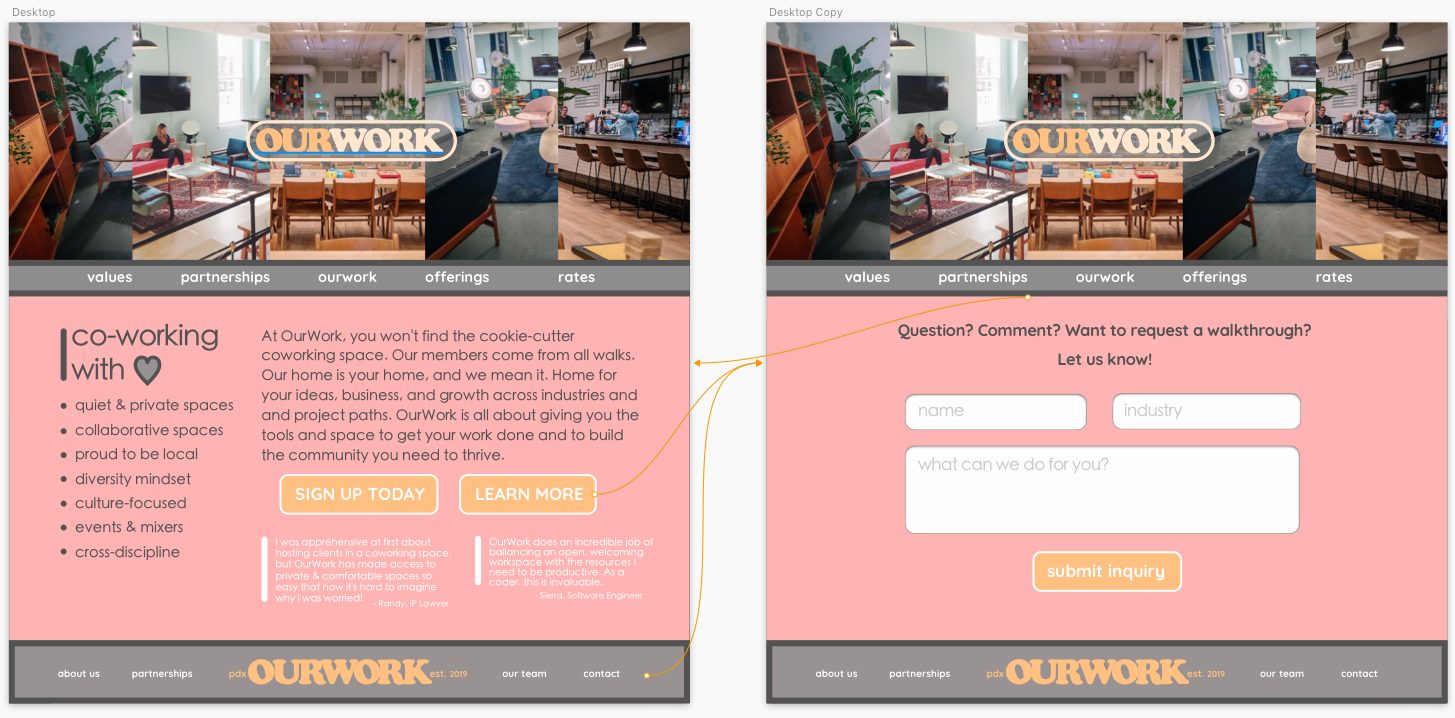 Desktop
BAROLOO
COFFEE
OURWORK
values partnerships ourwork offerings rates
co-working
with
• quiet & private spaces
• collaborative spaces
• proud to be local
• diversity mindset
• culture-focused
• events & mixers
• cross-discipline
At OurWork, you won't find the cookie-cutter
coworking space. Our members come from all walks.
Our home is your home, and we mean it. Home for
your ideas, business, and growth across industries and
and project paths. OurWork is all about giving you the
tools and space to get your work done and to build
the community you need to thrive.
SIGN UP TODAY LEARN MORE
I was apprehensive at first about
hosting clients in a coworking space,
but OurWork has made access to
private & comfortable spaces so
easy that now it's hard to imagine
why I was worried!
- Randy, IP Lawyer
OurWork does an incredible job of
ballancing an open, welcoming
workspace with the resources I
need to be productive. As a
coder, this is invaluable.
- Sierra, Software Engineer
about us partnerships pdx OURWORK est. 2019 our team contact
Desktop Copy
BAROLOO
COFFEE
OURWORK
values partnerships ourwork offerings rates
Question? Comment? Want to request a walkthrough?
Let us know!
name industry
what can we do for you?
submit inquiry
about us partnerships pdx OURWORK est. 2019 our team contact